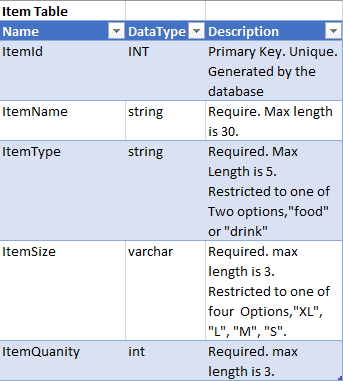 Item Table
Name DataType Description
ItemId INT Primary Key. Unique.
Generated by the
database
ItemName string Require. Max length
is 30.
ItemType string Required. Max
Length is 5.
Restricted to one of
Two options,"food"
or "drink"
ItemSize varchar Required. max
length is 3.
Restricted to one of
four Options,"XL",
"L", "M", "S".
ItemQuanity int Required. max
length is 3.